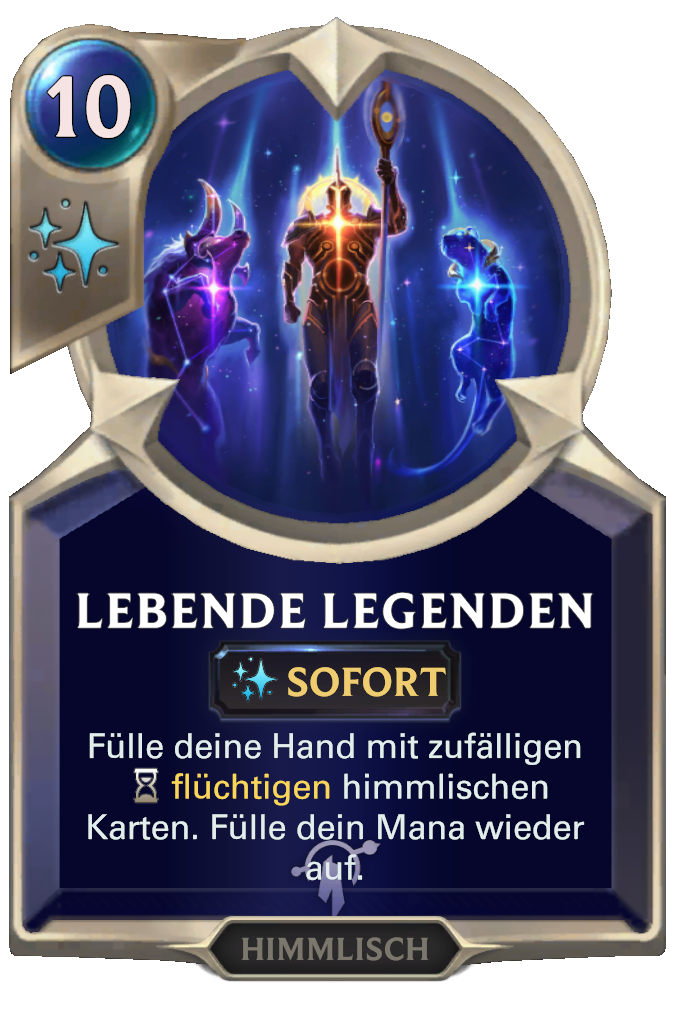 10
LEBENDE LEGENDEN
SOFORT
Fülle deine Hand mit zufälligen
flüchtigen himmlischen
Karten. Fülle dein Mana wieder
auf.
HIMMLISCH